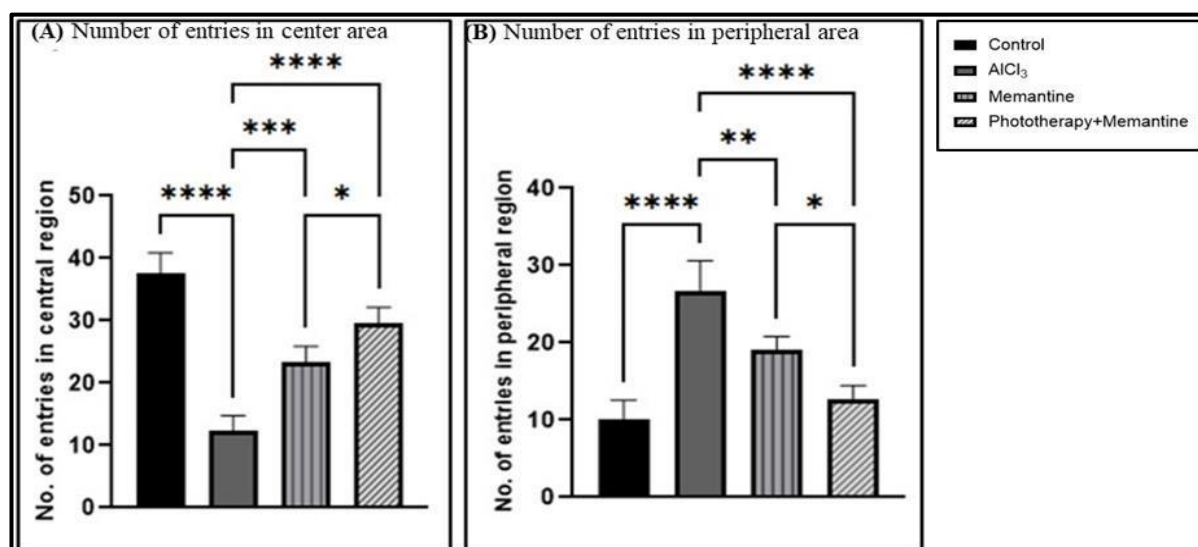 (A) Number of entries in center area
****
***
**** *
No. of entries in central region
50
40
30
20
10
0
(B) Number of entries in peripheral area
****
**
**** *
No. of entries in peripheral region
40
30
20
10
0
Control
AlCl₃
Memantine
Phototherapy+Memantine